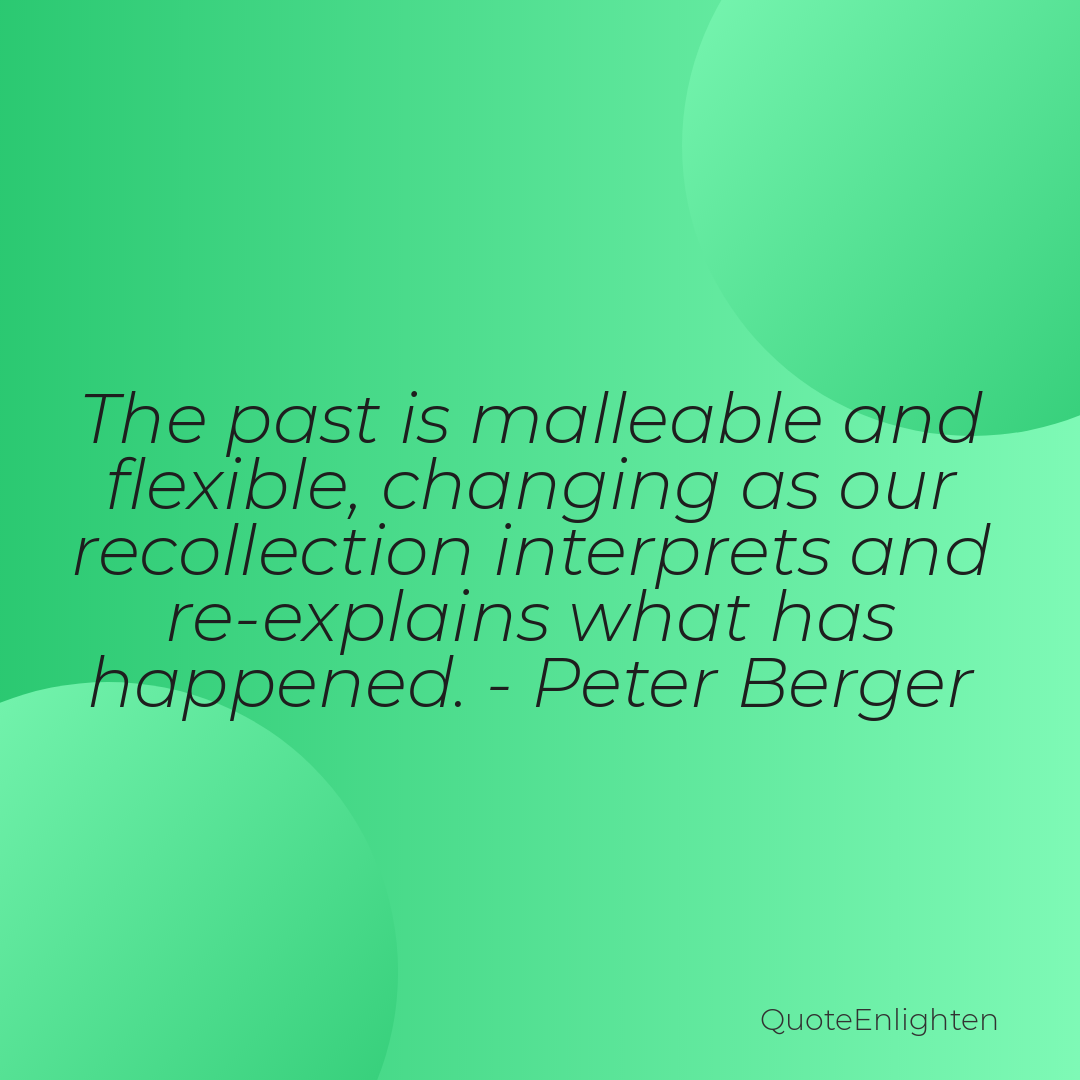 The past is malleable and
flexible, changing as our
recollection interprets and
re-explains what has
happened. - Peter Berger
QuoteEnlighten